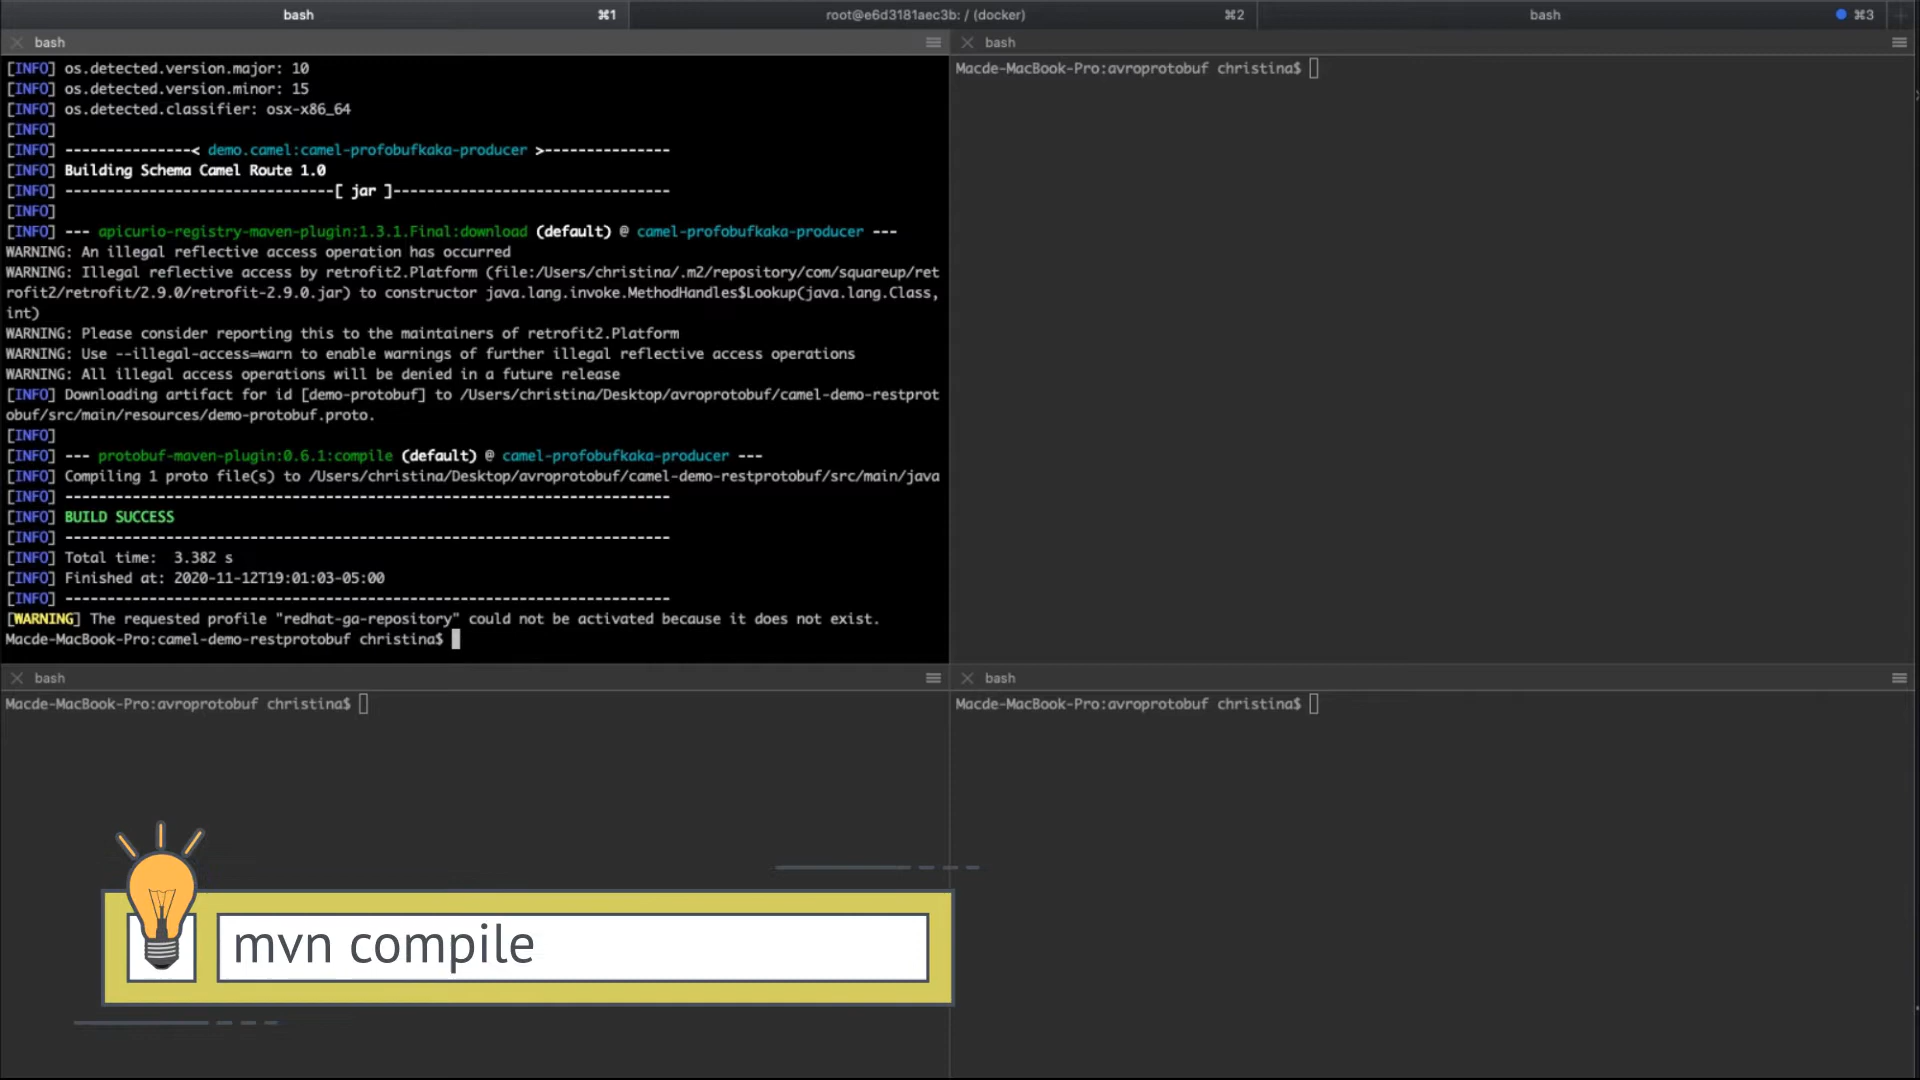 bash ⌘1
root@e6d3181aec3b: / (docker) ⌘2
bash ⌘3
bash
[INFO] os.detected.version.major: 10
[INFO] os.detected.version.minor: 15
[INFO] os.detected.classifier: osx-x86_64
[INFO]
[INFO] ---------------< demo.camel:camel-profobufkaka-producer >---------------
[INFO] Building Schema Camel Route 1.0
[INFO] --------------------------------[ jar ]---------------------------------
[INFO]
[INFO] --- apicurio-registry-maven-plugin:1.3.1.Final:download (default) @ camel-profobufkaka-producer ---
WARNING: An illegal reflective access operation has occurred
WARNING: Illegal reflective access by retrofit2.Platform (file:/Users/christina/.m2/repository/com/squareup/ret
rofit2/retrofit/2.9.0/retrofit-2.9.0.jar) to constructor java.lang.invoke.MethodHandles$Lookup(java.lang.Class,
int)
WARNING: Please consider reporting this to the maintainers of retrofit2.Platform
WARNING: Use --illegal-access=warn to enable warnings of further illegal reflective access operations
WARNING: All illegal access operations will be denied in a future release
[INFO] Downloading artifact for id [demo-protobuf] to /Users/christina/Desktop/avroprotobuf/camel-demo-restprot
obuf/src/main/resources/demo-protobuf.proto.
[INFO]
[INFO] --- protobuf-maven-plugin:0.6.1:compile (default) @ camel-profobufkaka-producer ---
[INFO] Compiling 1 proto file(s) to /Users/christina/Desktop/avroprotobuf/camel-demo-restprotobuf/src/main/java
[INFO] ------------------------------------------------------------------------
[INFO] BUILD SUCCESS
[INFO] ------------------------------------------------------------------------
[INFO] Total time:  3.382 s
[INFO] Finished at: 2020-11-12T19:01:03-05:00
[INFO] ------------------------------------------------------------------------
[WARNING] The requested profile "redhat-ga-repository" could not be activated because it does not exist.
Macde-MacBook-Pro:camel-demo-restprotobuf christina$
bash
Macde-MacBook-Pro:avroprotobuf christina$
bash
Macde-MacBook-Pro:avroprotobuf christina$
bash
Macde-MacBook-Pro:avroprotobuf christina$
mvn compile